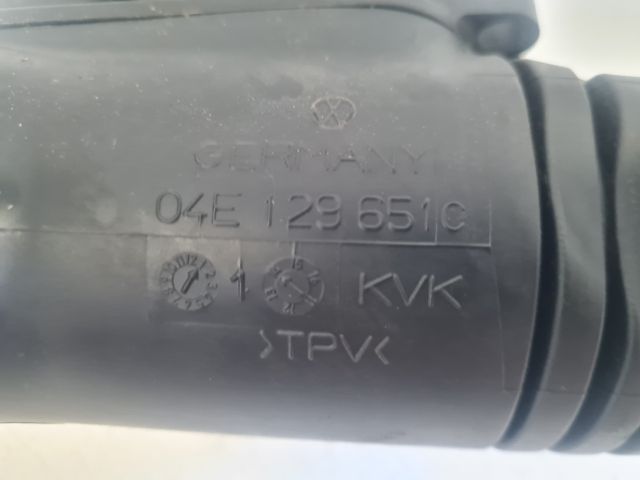 GERMANY
04E 129 651 C
1 KVK
>TPV<